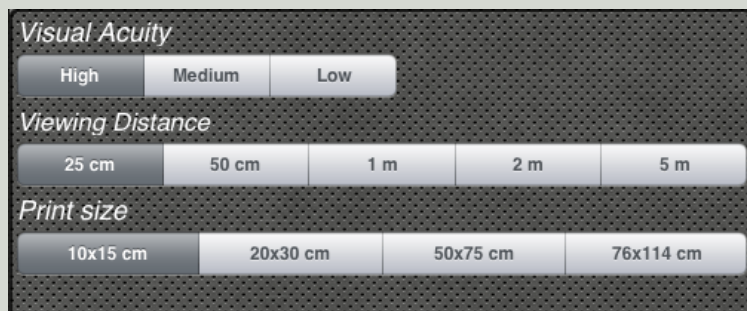 Visual Acuity
High Medium Low
Viewing Distance
25 cm 50 cm 1 m 2 m 5 m
Print size
10x15 cm 20x30 cm 50x75 cm 76x114 cm